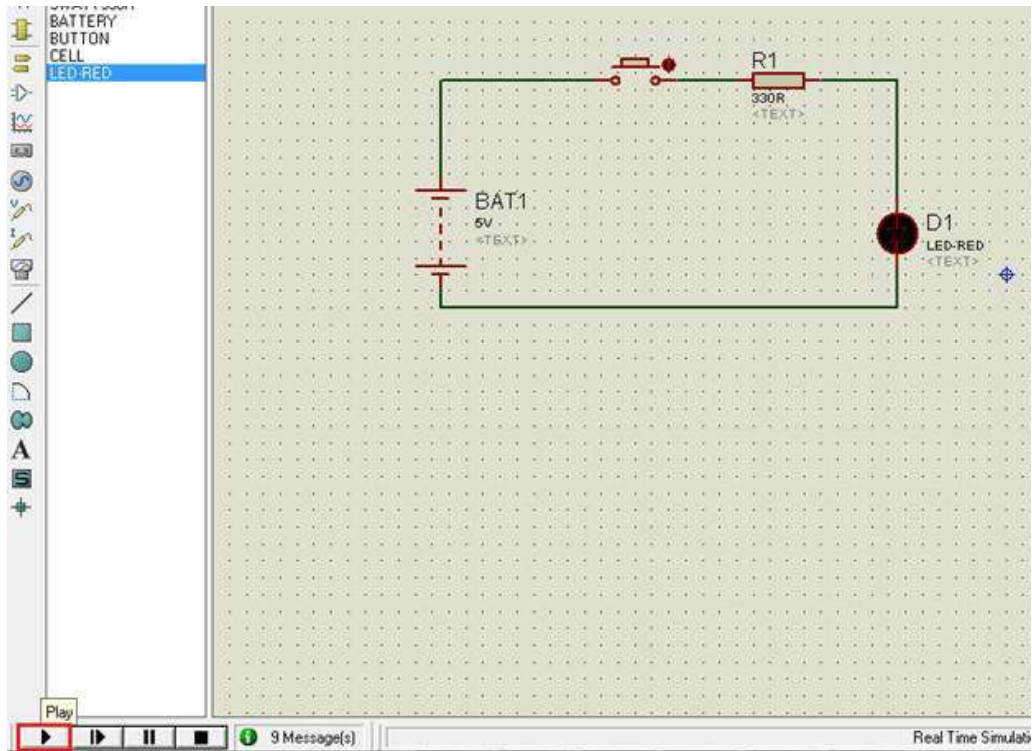 BATTERY
BUTTON
CELL
LED-RED
R1
330R
<TEXT>
BAT1
5V
<TEXT>
D1
LED-RED
<TEXT>
A
S
Play
9 Message(s)
Real Time Simulati